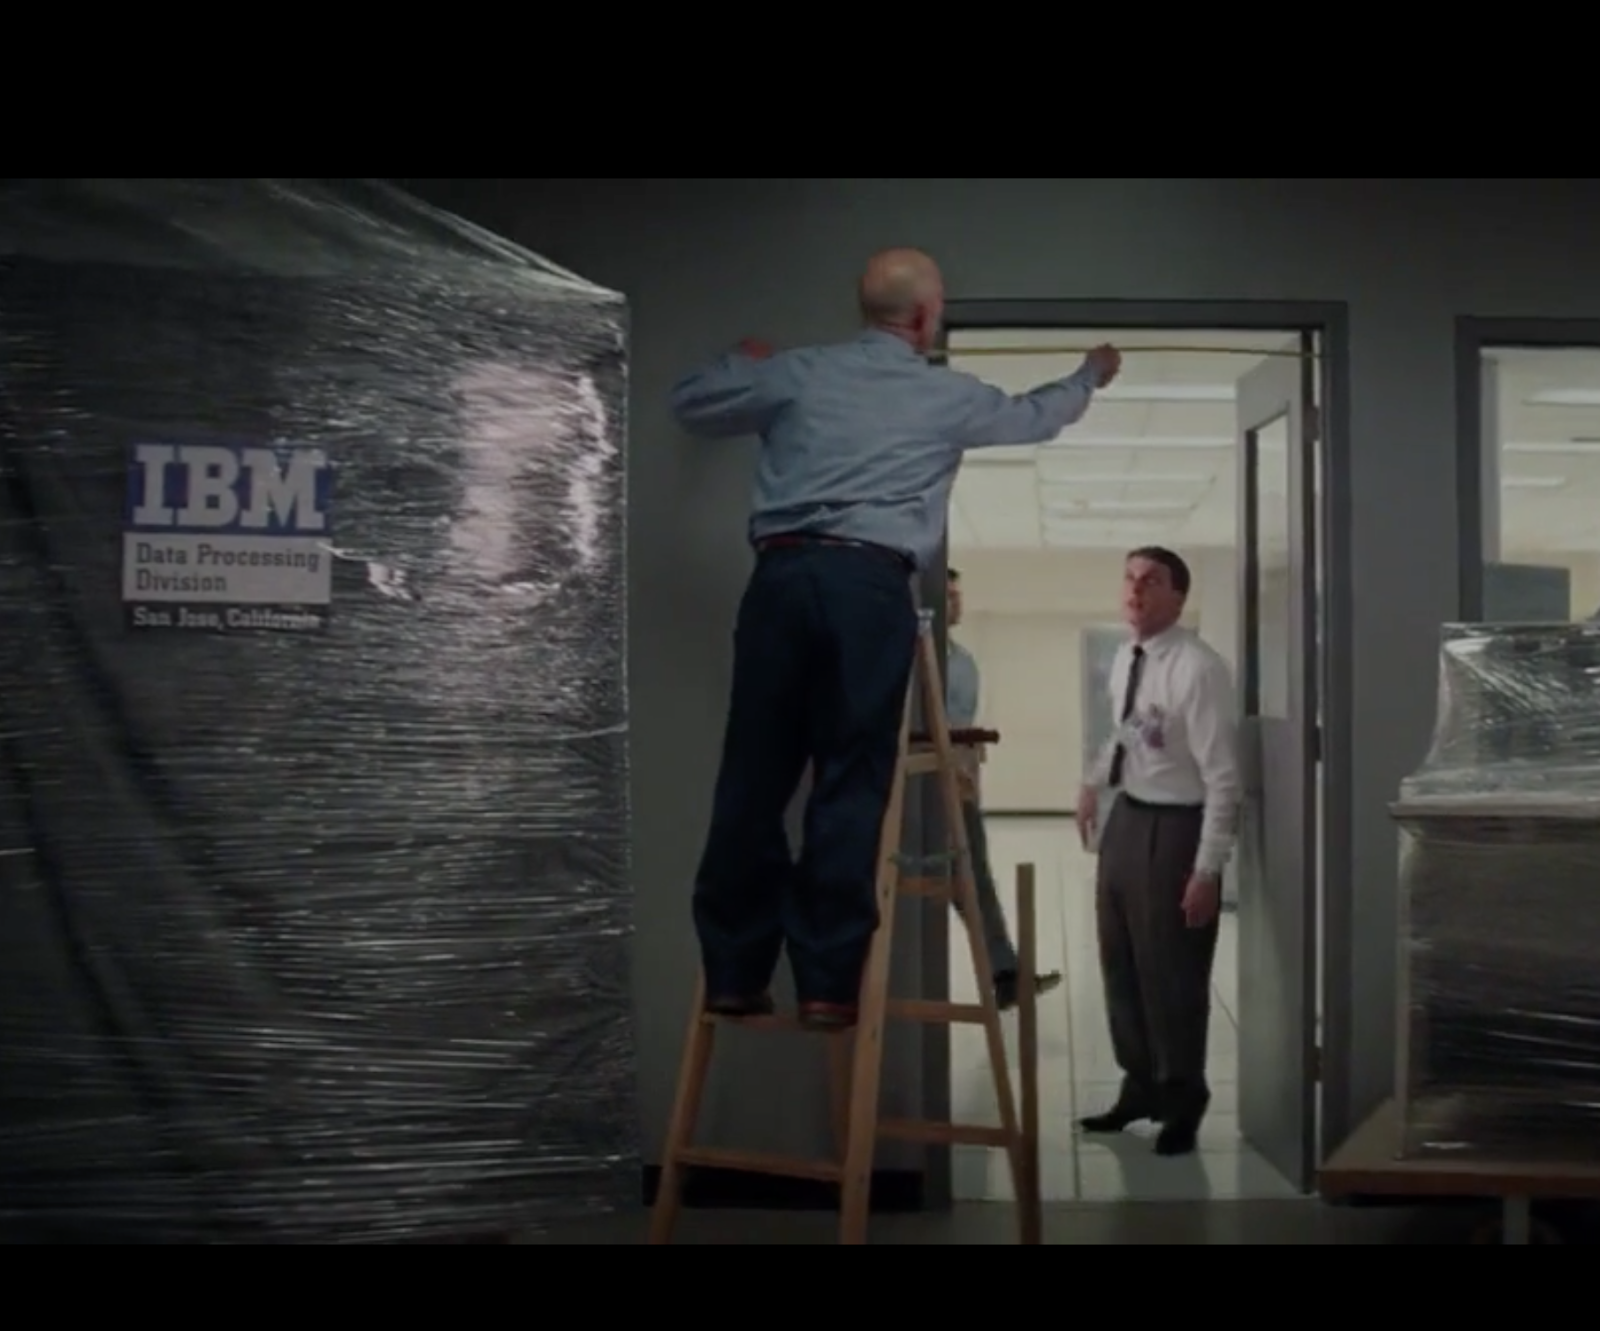 IBM
Data Processing
Division
San Jose, California